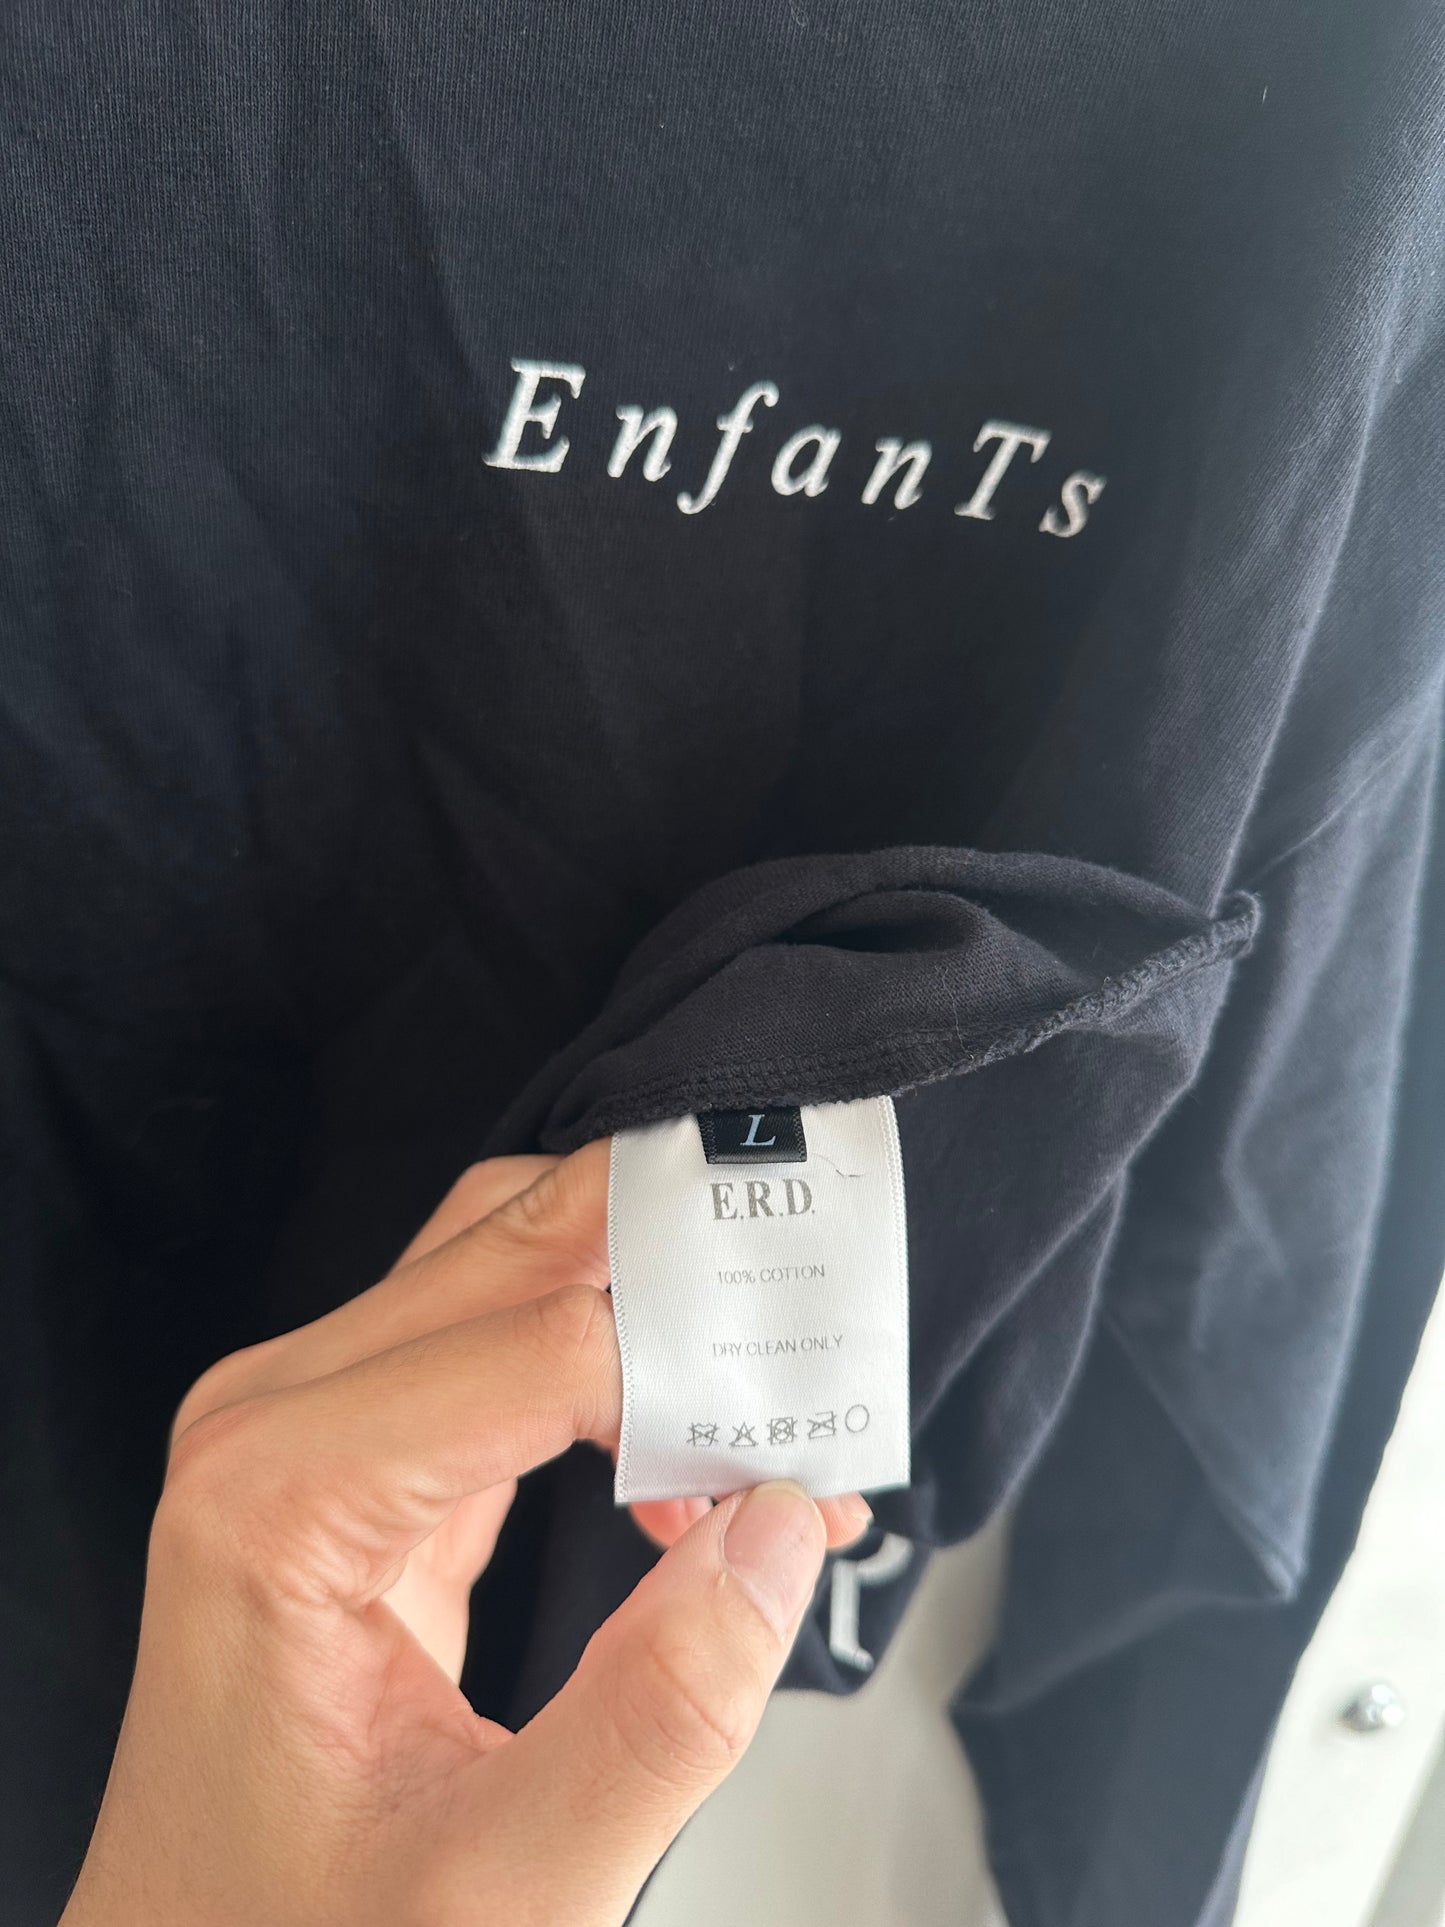 EnfanTs
L
E.R.D.
100% COTTON
DRY CLEAN ONLY